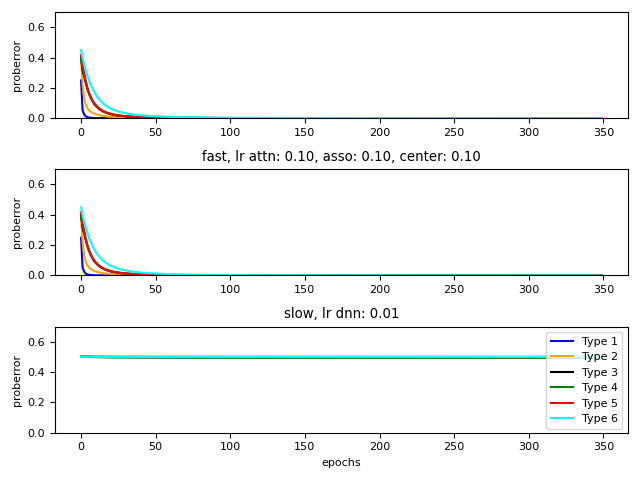 0.6
0.4
0.2
0.0
proberror
0 50 100 150 200 250 300 350
fast, lr attn: 0.10, asso: 0.10, center: 0.10
0.6
0.4
0.2
0.0
proberror
0 50 100 150 200 250 300 350
slow, lr dnn: 0.01
0.6
0.4
0.2
0.0
proberror
Type 1
Type 2
Type 3
Type 4
Type 5
Type 6
0 50 100 150 200 250 300 350
epochs